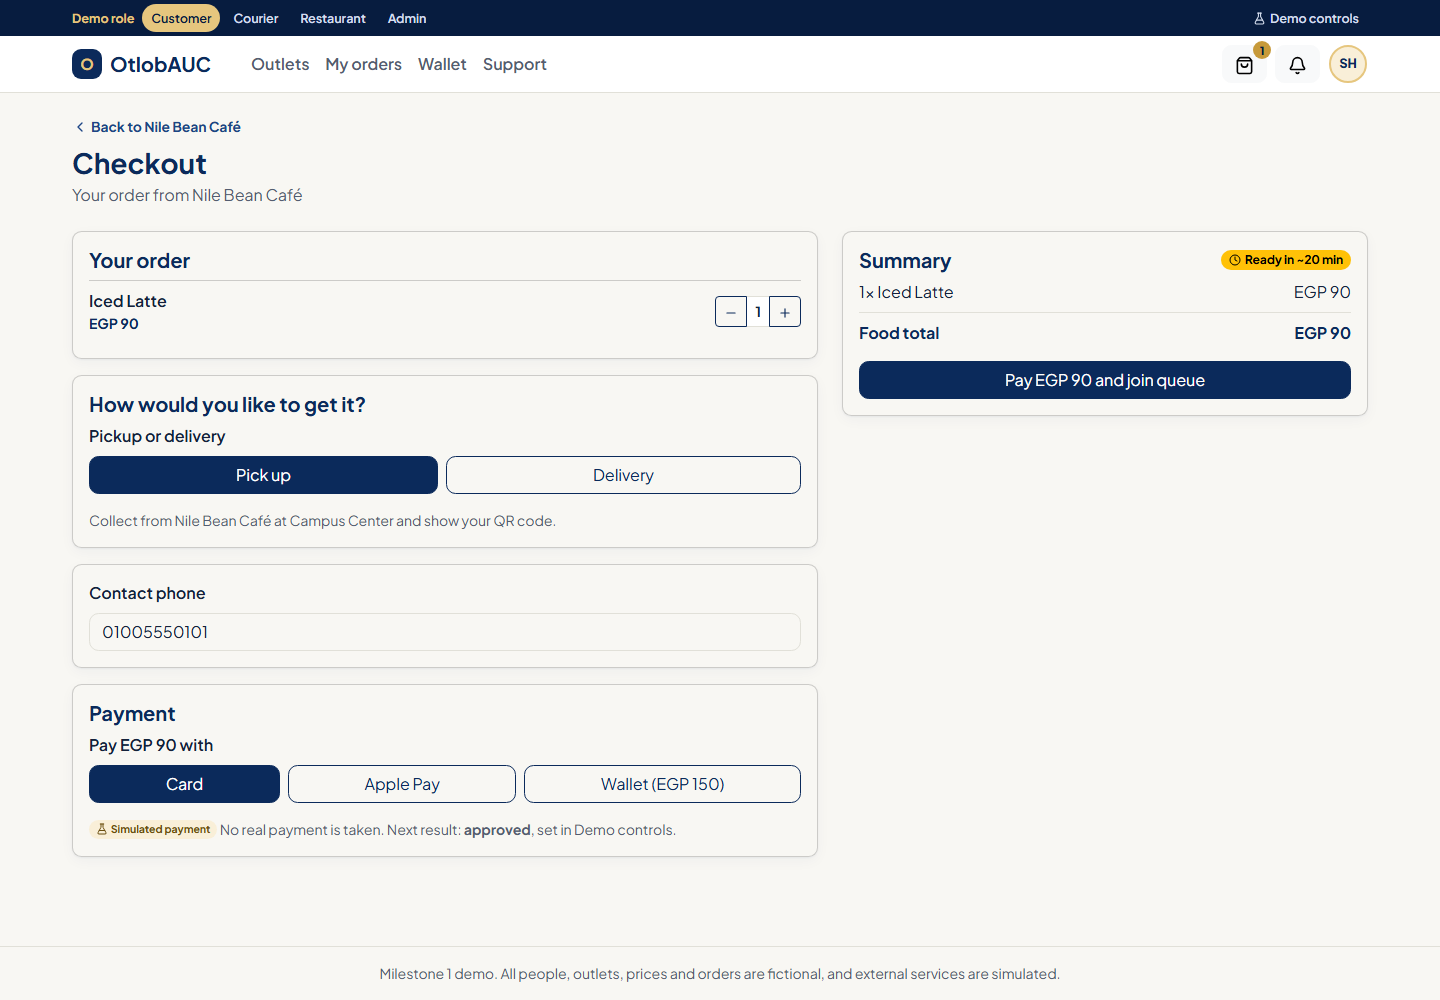 Demo role Customer Courier Restaurant Admin Demo controls
OtlobAUC Outlets My orders Wallet Support 1 SH
Back to Nile Bean Café
Checkout
Your order from Nile Bean Café
Your order
Iced Latte
EGP 90
− 1 +
How would you like to get it?
Pickup or delivery
Pick up Delivery
Collect from Nile Bean Café at Campus Center and show your QR code.
Contact phone
01005550101
Payment
Pay EGP 90 with
Card Apple Pay Wallet (EGP 150)
Simulated payment No real payment is taken. Next result: approved, set in Demo controls.
Summary Ready in ~20 min
1× Iced Latte EGP 90
Food total EGP 90
Pay EGP 90 and join queue
Milestone 1 demo. All people, outlets, prices and orders are fictional, and external services are simulated.